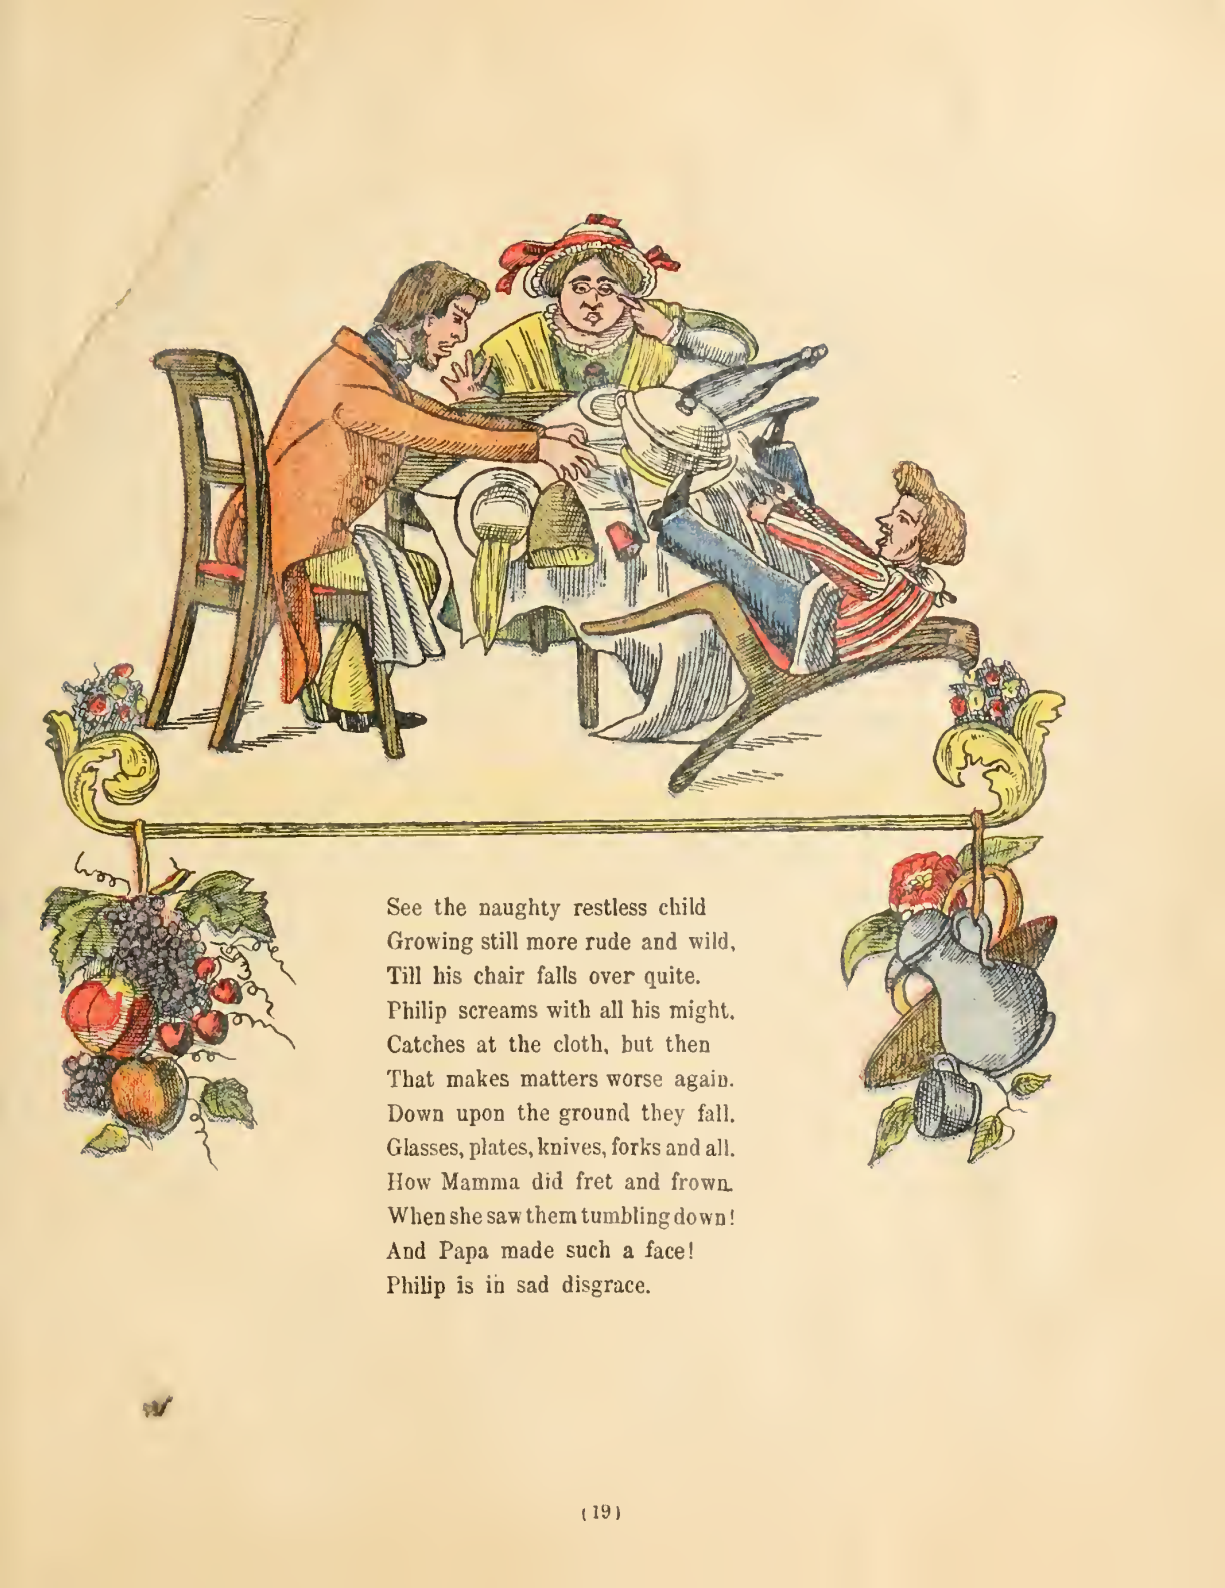 See the naughty restless child
Growing still more rude and wild,
Till his chair falls over quite.
Philip screams with all his might.
Catches at the cloth, but then
That makes matters worse again.
Down upon the ground they fall.
Glasses, plates, knives, forks and all.
How Mamma did fret and frown.
When she saw them tumbling down!
And Papa made such a face!
Philip is in sad disgrace.
(19)